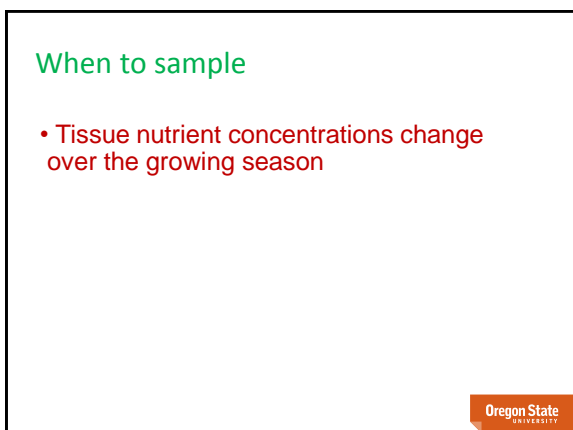 When to sample
• Tissue nutrient concentrations change
over the growing season
Oregon State
UNIVERSITY